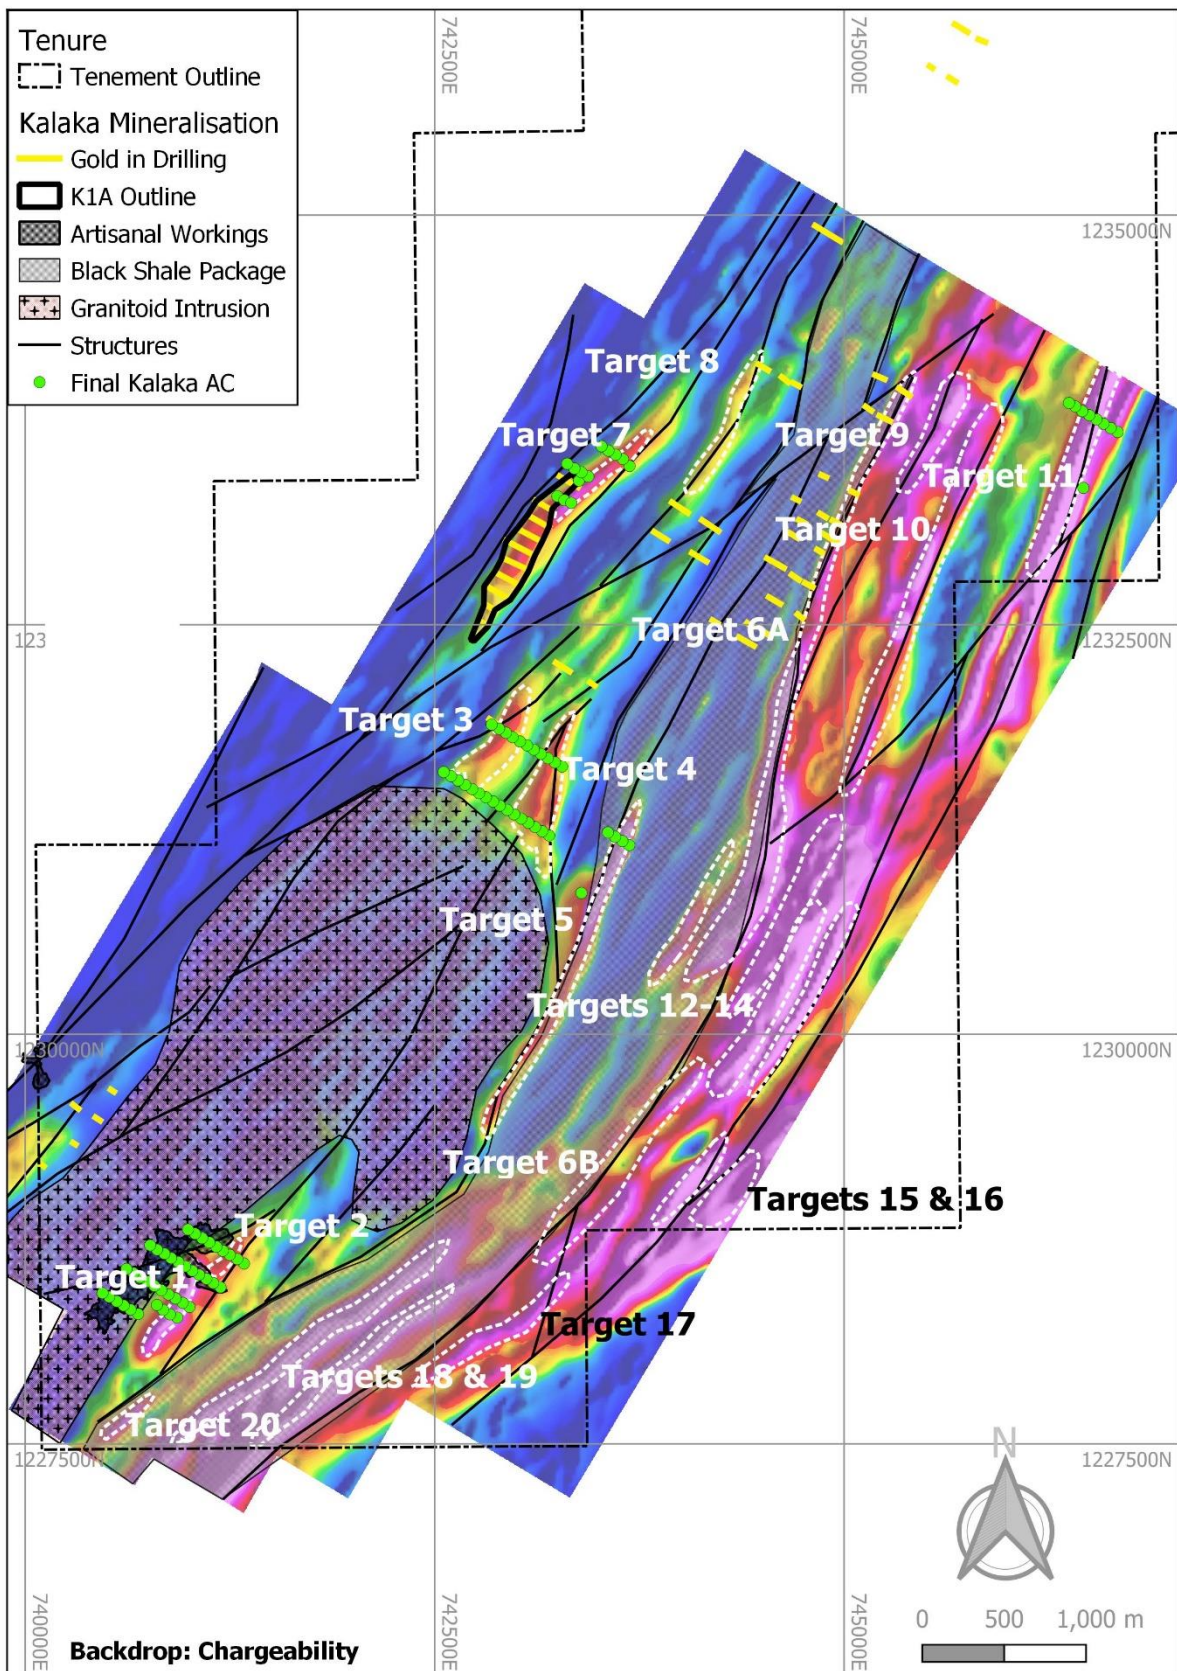 Tenure
Tenement Outline
Kalaka Mineralisation
Gold in Drilling
K1A Outline
Artisanal Workings
Black Shale Package
Granitoid Intrusion
Structures
Final Kalaka AC
742500E
745000E
1235000N
Target 8
Target 7
Target 9
Target 11
Target 10
123
1232500N
Target 6A
Target 3
Target 4
Target 5
Targets 12-14
1230000N
1230000N
Target 6B
Targets 15 & 16
Target 2
Target 1
Target 17
Targets 18 & 19
Target 20
1227500N
1227500N
N
740000E
742500E
745000E
0 500 1,000 m
Backdrop: Chargeability